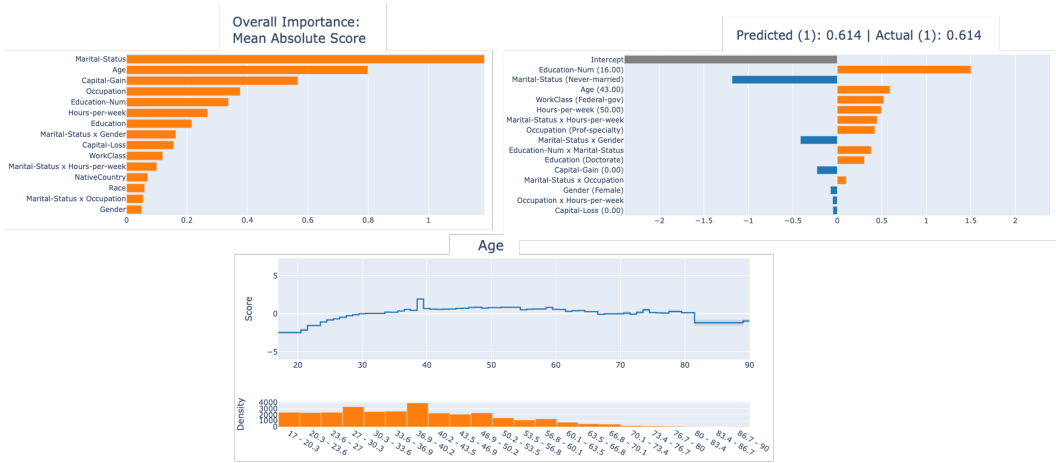 Overall Importance:
Mean Absolute Score
Marital-Status
Age
Capital-Gain
Occupation
Education-Num
Hours-per-week
Education
Marital-Status x Gender
Capital-Loss
WorkClass
Marital-Status x Hours-per-week
NativeCountry
Race
Marital-Status x Occupation
Gender
0 0.2 0.4 0.6 0.8 1
Predicted (1): 0.614 | Actual (1): 0.614
Intercept
Education-Num (16.00)
Marital-Status (Never-married)
Age (43.00)
WorkClass (Federal-gov)
Hours-per-week (50.00)
Marital-Status x Hours-per-week
Occupation (Prof-specialty)
Marital-Status x Gender
Education-Num x Marital-Status
Education (Doctorate)
Capital-Gain (0.00)
Marital-Status x Occupation
Gender (Female)
Occupation x Hours-per-week
Capital-Loss (0.00)
−2 −1.5 −1 −0.5 0 0.5 1 1.5 2
Age
Score
5
0
−5
20 30 40 50 60 70 80 90
Density
4000
3000
2000
1000
0
17 - 20.3
20.3 - 23.6
23.6 - 27
27 - 30.3
30.3 - 33.6
33.6 - 36.9
36.9 - 40.2
40.2 - 43.5
43.5 - 46.9
46.9 - 50.2
50.2 - 53.5
53.5 - 56.8
56.8 - 60.1
60.1 - 63.5
63.5 - 66.8
66.8 - 70.1
70.1 - 73.4
73.4 - 76.7
76.7 - 80
80 - 83.4
83.4 - 86.7
86.7 - 90